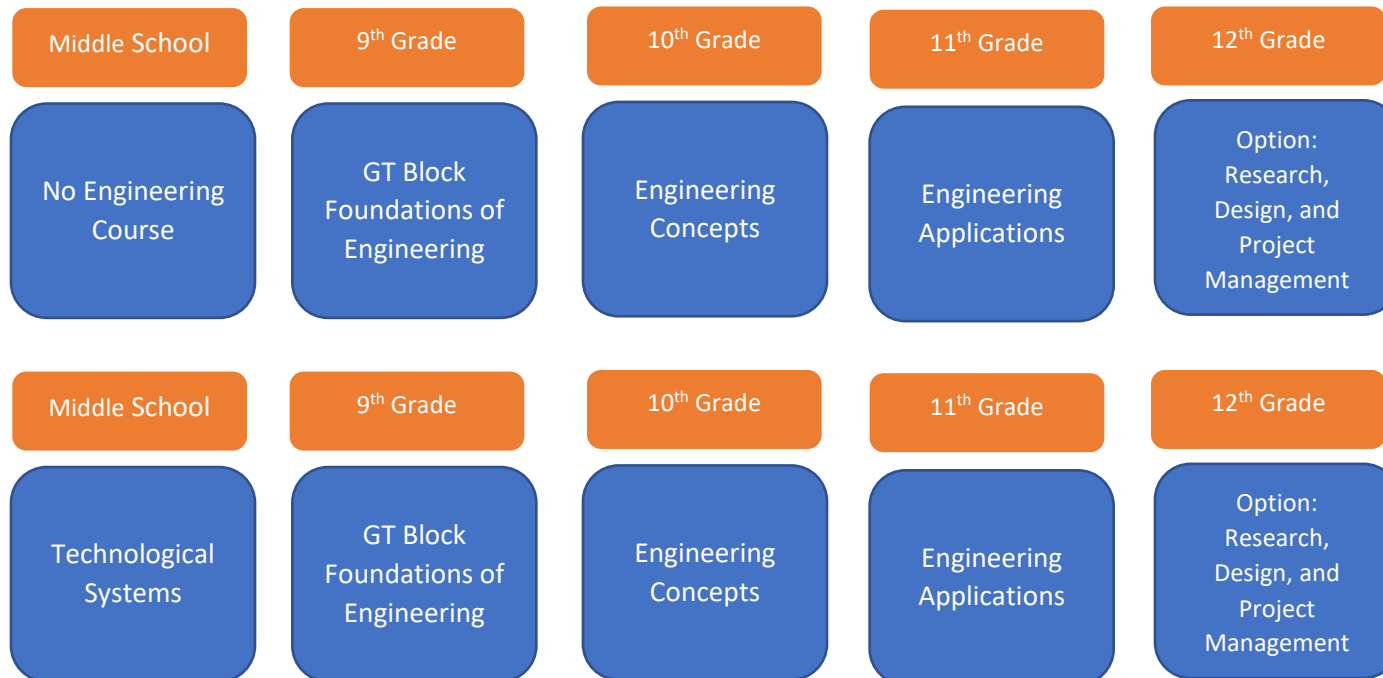 Middle School
9th Grade
10th Grade
11th Grade
12th Grade
No Engineering
Course
GT Block
Foundations of
Engineering
Engineering
Concepts
Engineering
Applications
Option:
Research,
Design, and
Project
Management
Middle School
9th Grade
10th Grade
11th Grade
12th Grade
Technological
Systems
GT Block
Foundations of
Engineering
Engineering
Concepts
Engineering
Applications
Option:
Research,
Design, and
Project
Management